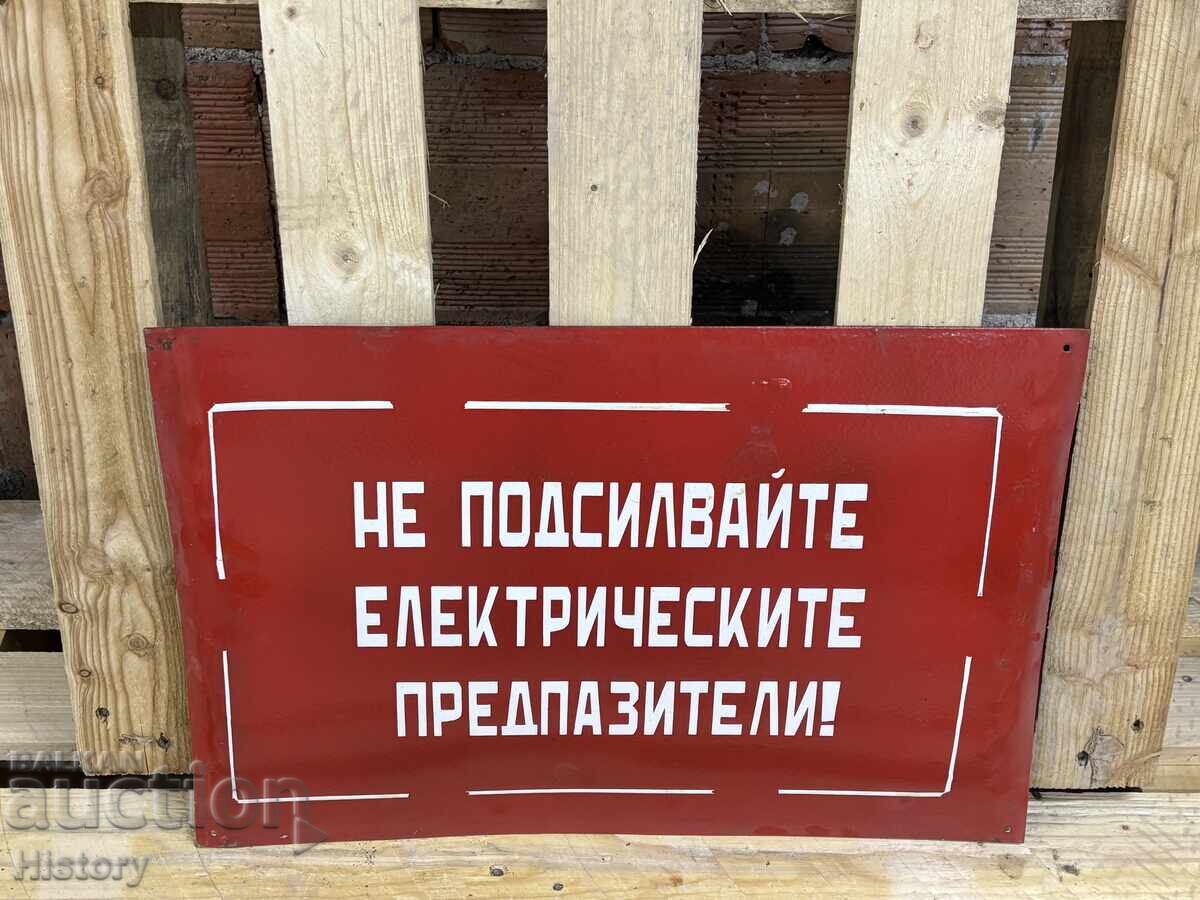 НЕ ПОДСИЛВАЙТЕ
ЕЛЕКТРИЧЕСКИТЕ
ПРЕДПАЗИТЕЛИ!
BALKAN
auction
History